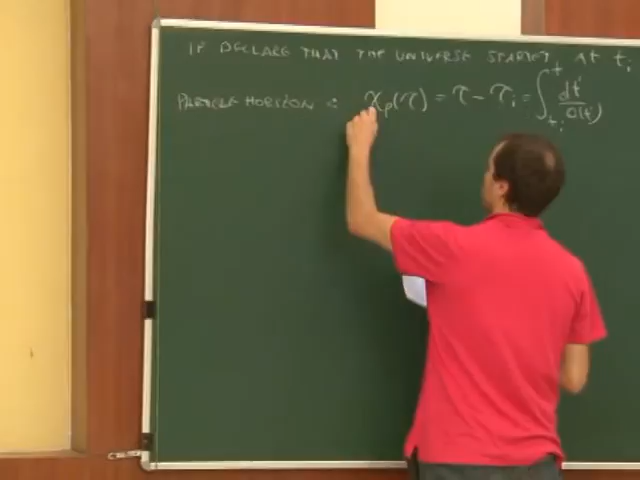 IF DECLARE THAT THE UNIVERSE STARTED AT t_i
PARTICLE HORIZON : χ_p(τ) = τ - τ_i = ∫_{t_i}^{t} dt'/a(t')